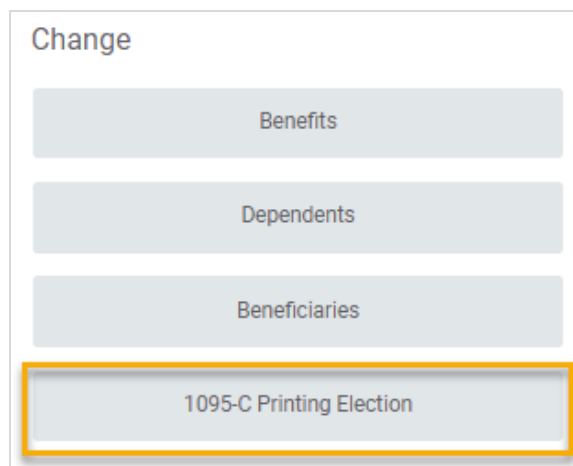 Change
Benefits
Dependents
Beneficiaries
1095-C Printing Election